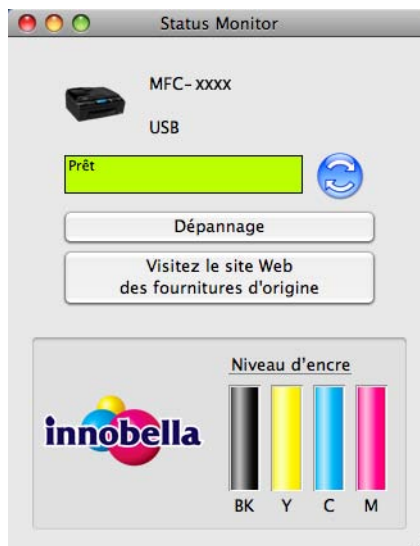 Status Monitor
MFC-xxxx
USB
Prêt
Dépannage
Visitez le site Web
des fournitures d'origine
Niveau d'encre
innobella
BK Y C M